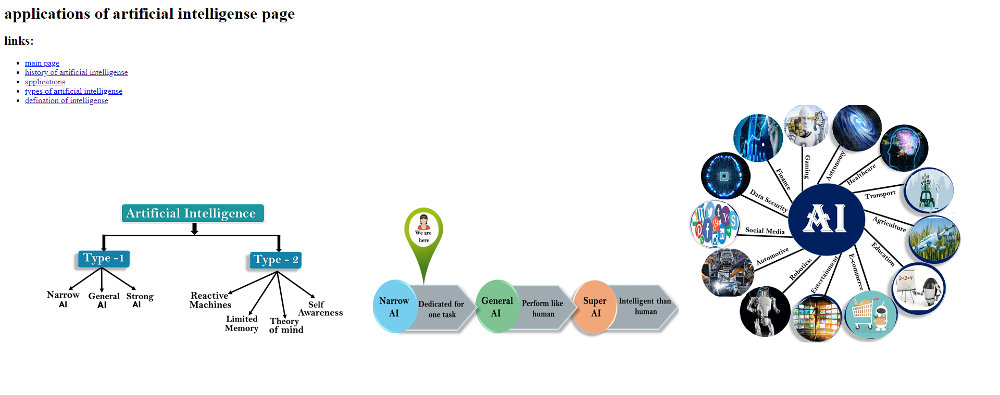 applications of artificial intelligense page
links:
main page
history of artificial intelligense
applications
types of artificial intelligense
defination of intelligense
Artificial Intelligence
Type -1
Type - 2
Narrow
AI
General
AI
Strong
AI
Reactive
Machines
Limited
Memory
Theory
of mind
Self
Awareness
We are
here
Narrow
AI
Dedicated for
one task
General
AI
Perform like
human
Super
AI
Intelligent than
human
AI
Gaming
Astronomy
Healthcare
Transport
Agriculture
Education
2+2=4
E-commerce
Entertainment
Robotics:
Automotive
Social Media
Data Security
Finance
W
t
Y!
g+
S
P
f
in